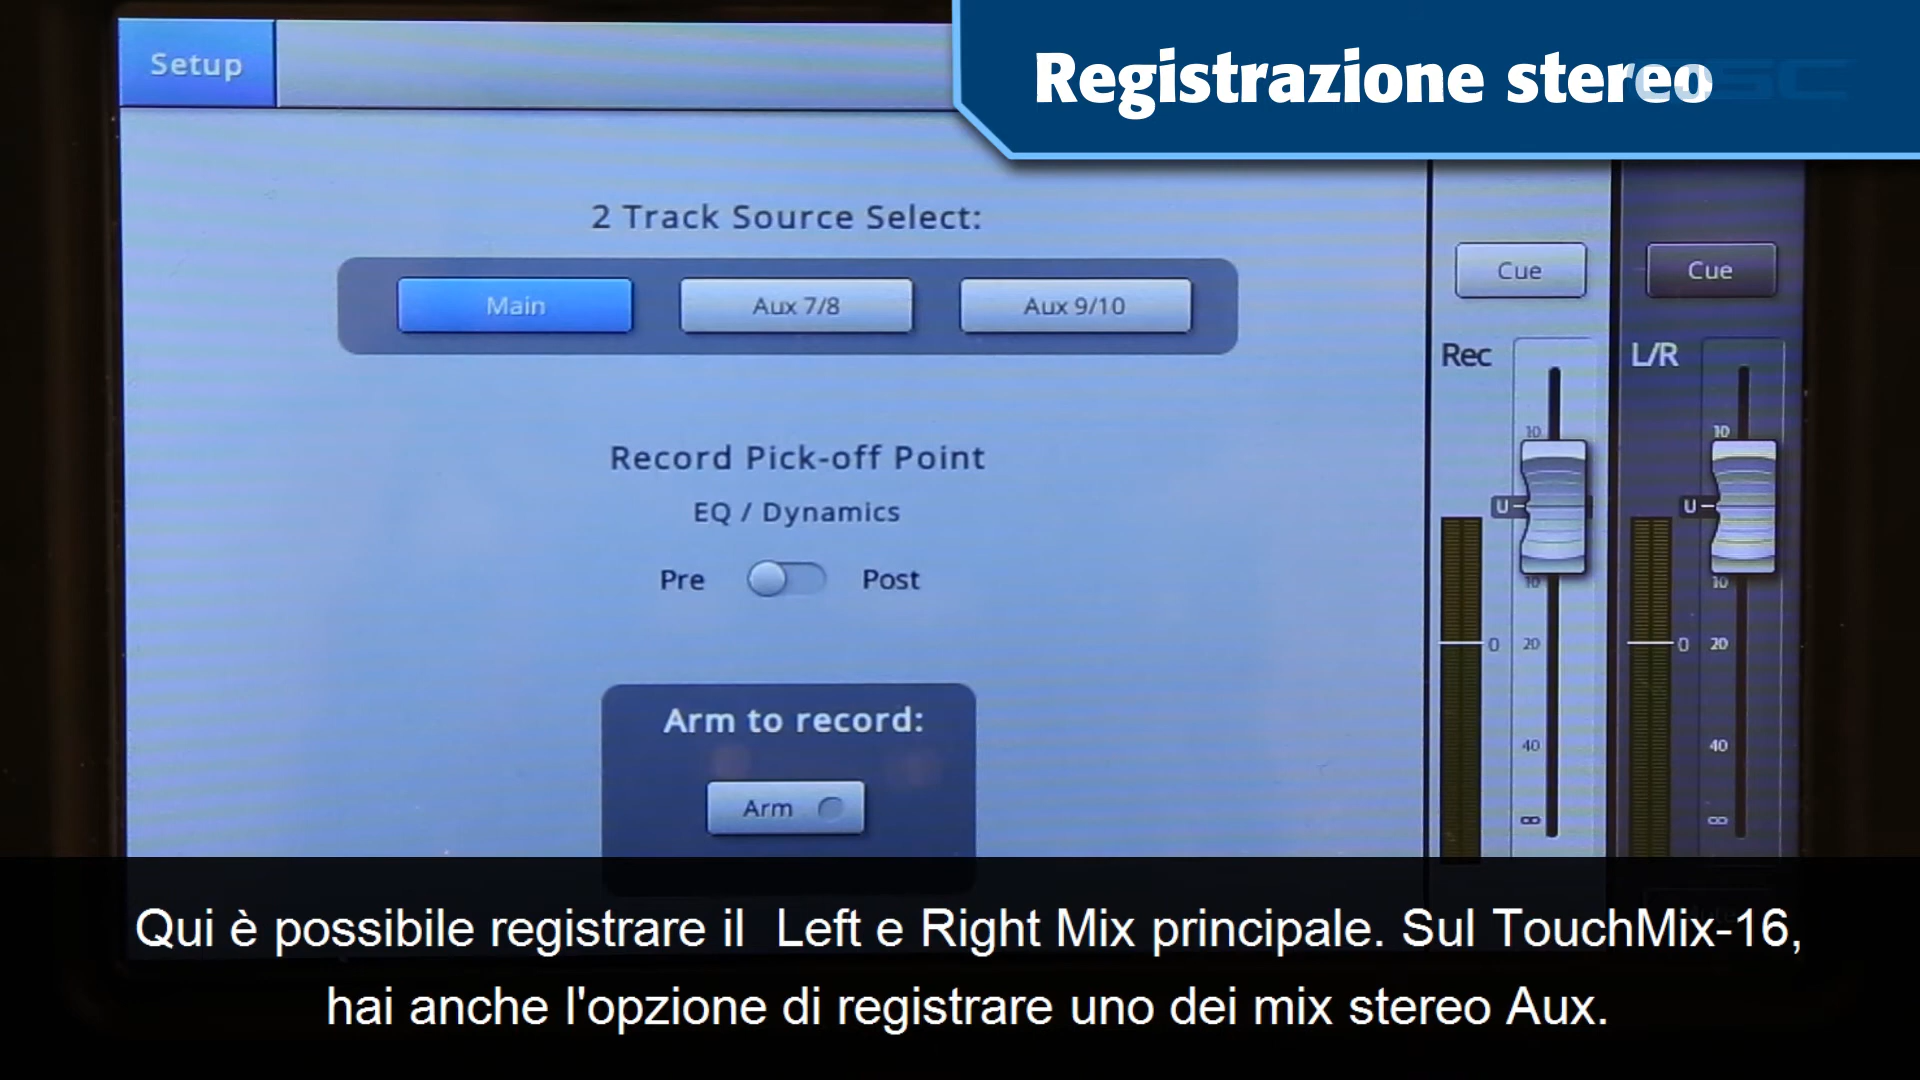 Setup
Registrazione stereo
QSC
2 Track Source Select:
Main
Aux 7/8
Aux 9/10
Cue
Cue
Rec
L/R
10
10
Record Pick-off Point
U
U
EQ / Dynamics
Pre
Post
10
10
0
20
0
20
Arm to record:
40
40
Arm
∞
∞
Qui è possibile registrare il  Left e Right Mix principale. Sul TouchMix-16,
hai anche l'opzione di registrare uno dei mix stereo Aux.